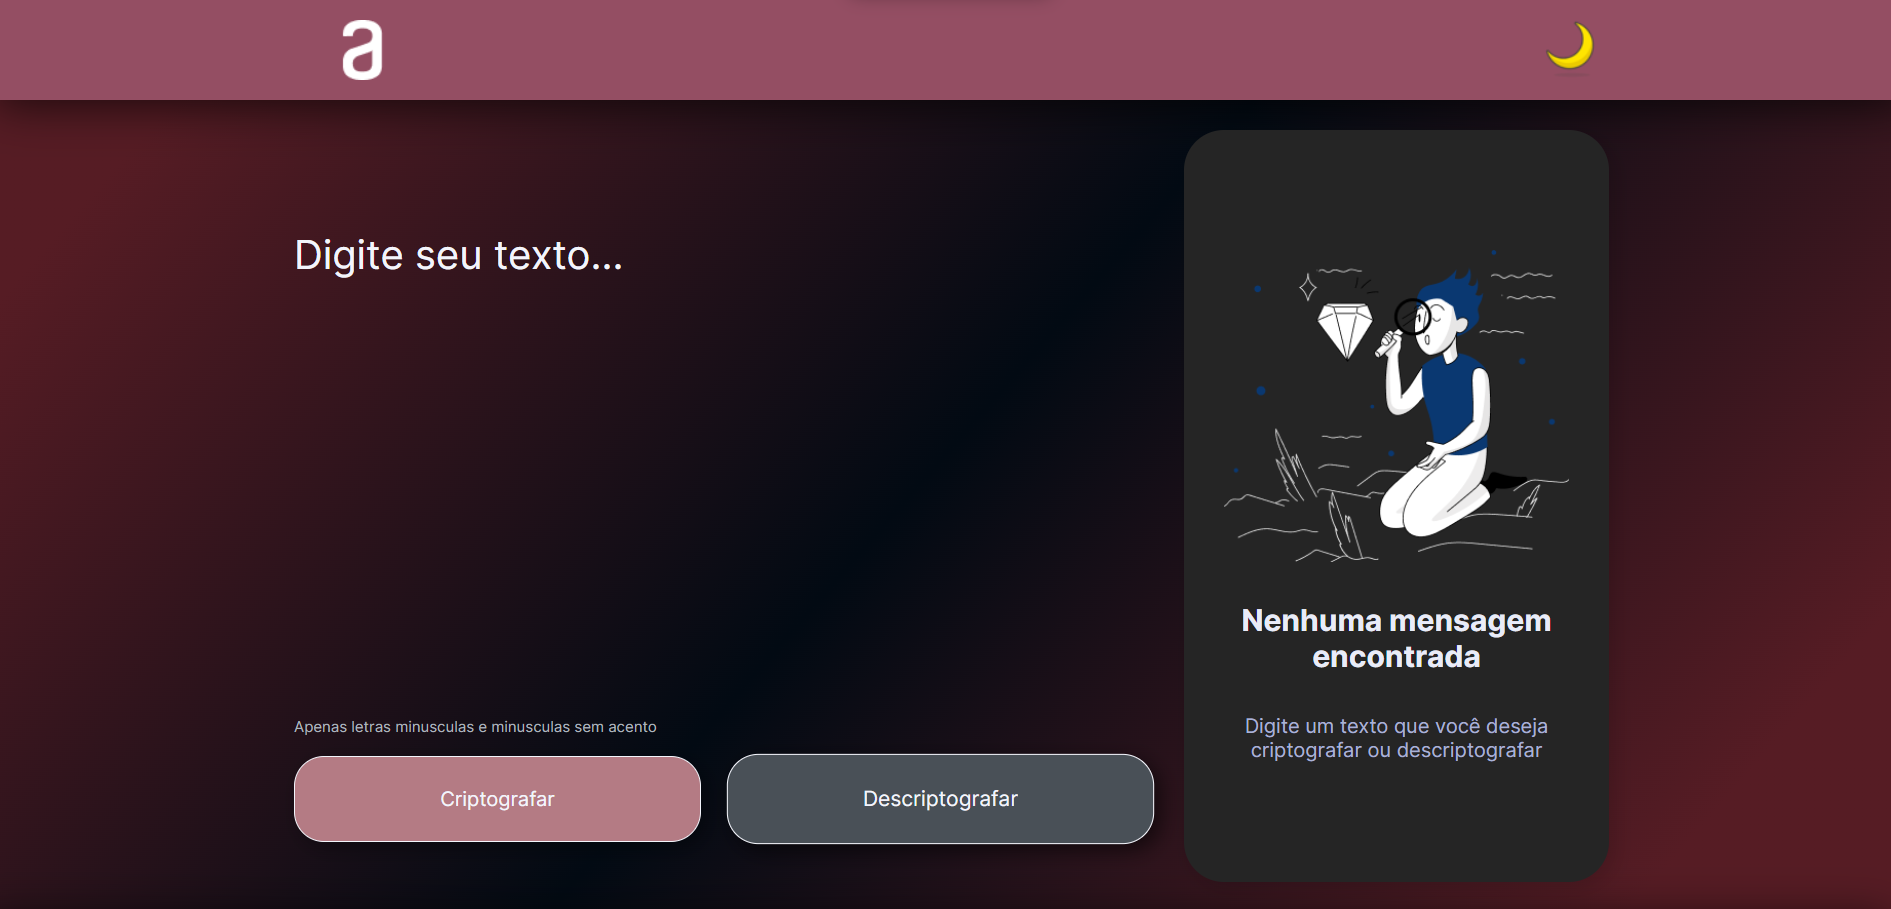 a
Digite seu texto...
Apenas letras minusculas e minusculas sem acento
Criptografar
Descriptografar
Nenhuma mensagem
encontrada
Digite um texto que você deseja
criptografar ou descriptografar